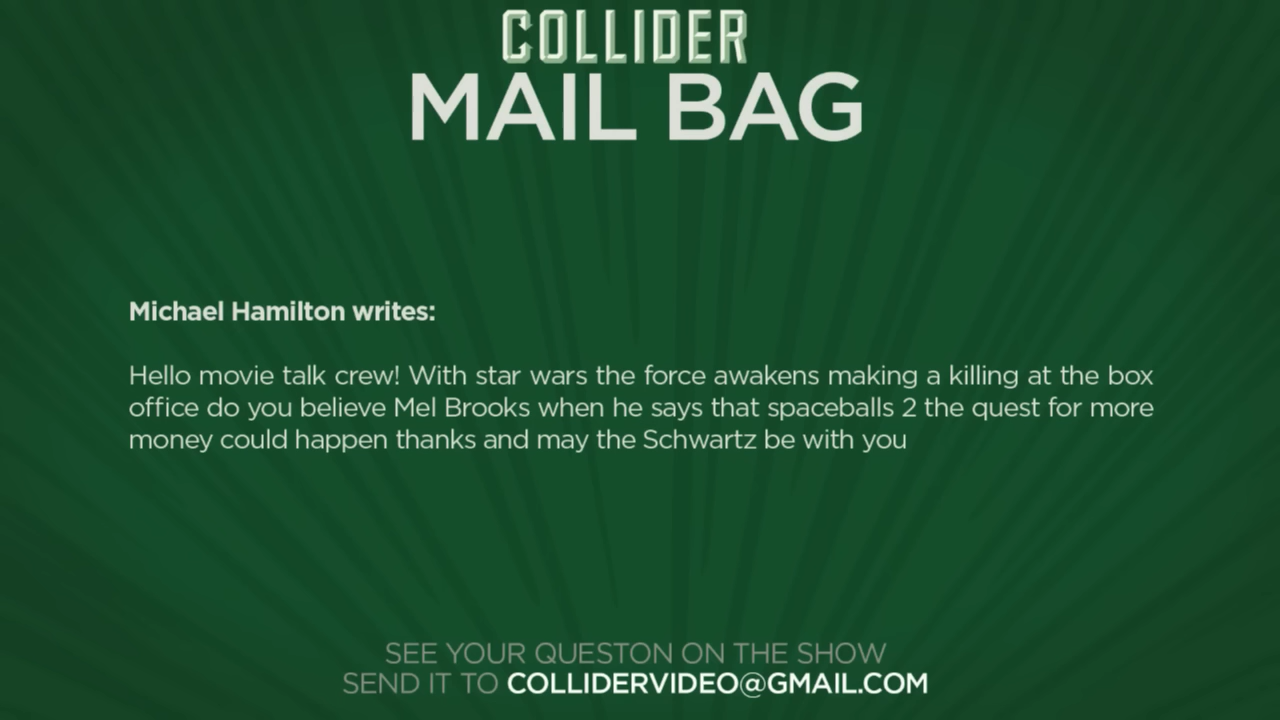 COLLIDER
MAIL BAG
Michael Hamilton writes:
Hello movie talk crew! With star wars the force awakens making a killing at the box
office do you believe Mel Brooks when he says that spaceballs 2 the quest for more
money could happen thanks and may the Schwartz be with you
SEE YOUR QUESTON ON THE SHOW
SEND IT TO COLLIDERVIDEO@GMAIL.COM